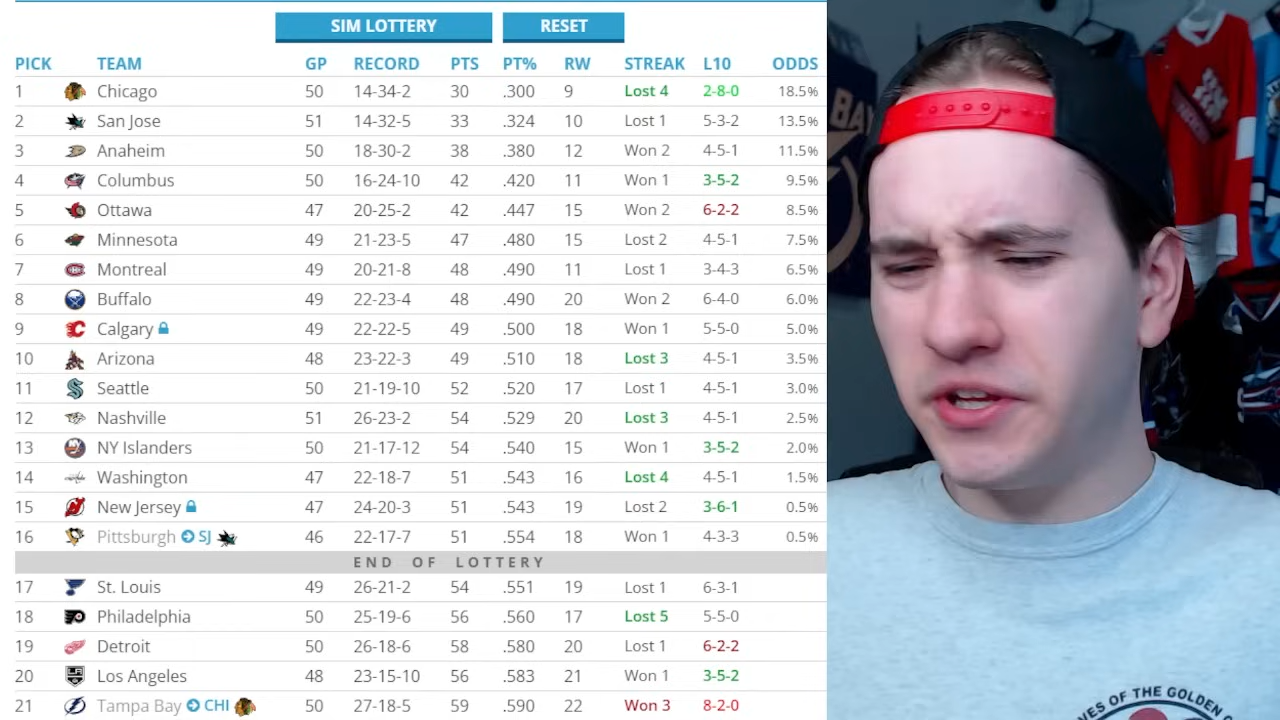 SIM LOTTERY RESET
PICK TEAM GP RECORD PTS PT% RW STREAK L10 ODDS
1 Chicago 50 14-34-2 30 .300 9 Lost 4 2-8-0 18.5%
2 San Jose 51 14-32-5 33 .324 10 Lost 1 5-3-2 13.5%
3 Anaheim 50 18-30-2 38 .380 12 Won 2 4-5-1 11.5%
4 Columbus 50 16-24-10 42 .420 11 Won 1 3-5-2 9.5%
5 Ottawa 47 20-25-2 42 .447 15 Won 2 6-2-2 8.5%
6 Minnesota 49 21-23-5 47 .480 15 Lost 2 4-5-1 7.5%
7 Montreal 49 20-21-8 48 .490 11 Lost 1 3-4-3 6.5%
8 Buffalo 49 22-23-4 48 .490 20 Won 2 6-4-0 6.0%
9 Calgary 49 22-22-5 49 .500 18 Won 1 5-5-0 5.0%
10 Arizona 48 23-22-3 49 .510 18 Lost 3 4-5-1 3.5%
11 Seattle 50 21-19-10 52 .520 17 Lost 1 4-5-1 3.0%
12 Nashville 51 26-23-2 54 .529 20 Lost 3 4-5-1 2.5%
13 NY Islanders 50 21-17-12 54 .540 15 Won 1 3-5-2 2.0%
14 Washington 47 22-18-7 51 .543 16 Lost 4 4-5-1 1.5%
15 New Jersey 47 24-20-3 51 .543 19 Lost 2 3-6-1 0.5%
16 Pittsburgh SJ 46 22-17-7 51 .554 18 Won 1 4-3-3 0.5%
END OF LOTTERY
17 St. Louis 49 26-21-2 54 .551 19 Lost 1 6-3-1
18 Philadelphia 50 25-19-6 56 .560 17 Lost 5 5-5-0
19 Detroit 50 26-18-6 58 .580 20 Lost 1 6-2-2
20 Los Angeles 48 23-15-10 56 .583 21 Won 1 3-5-2
21 Tampa Bay CHI 50 27-18-5 59 .590 22 Won 3 8-2-0
BAY
OF THE GOLDEN